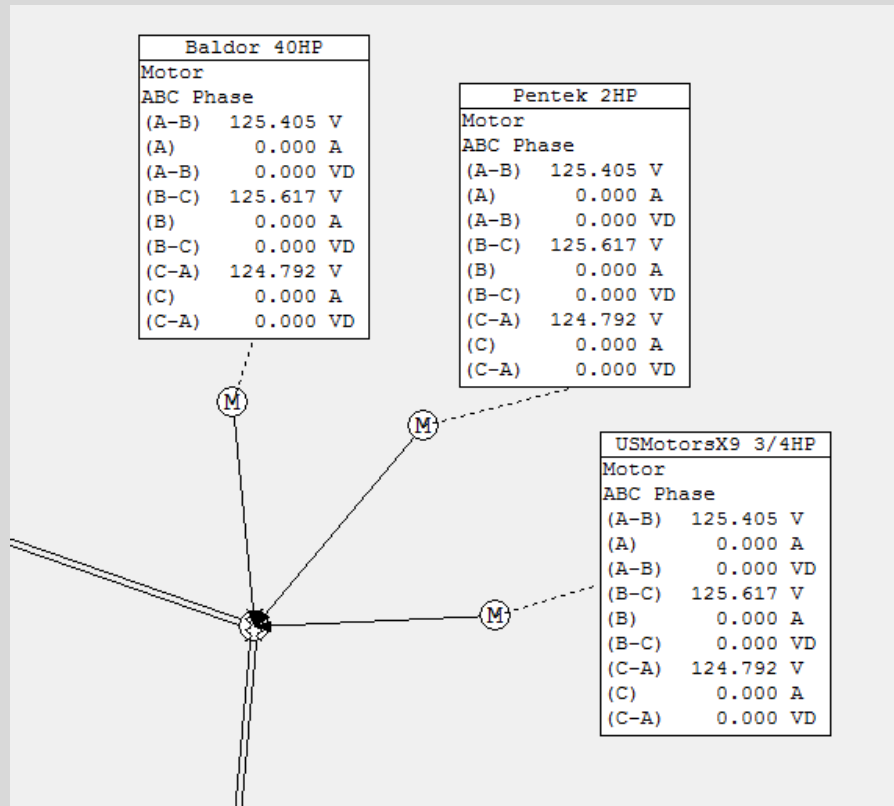 Baldor 40HP
Motor
ABC Phase
(A-B) 125.405 V
(A) 0.000 A
(A-B) 0.000 VD
(B-C) 125.617 V
(B) 0.000 A
(B-C) 0.000 VD
(C-A) 124.792 V
(C) 0.000 A
(C-A) 0.000 VD
Pentek 2HP
Motor
ABC Phase
(A-B) 125.405 V
(A) 0.000 A
(A-B) 0.000 VD
(B-C) 125.617 V
(B) 0.000 A
(B-C) 0.000 VD
(C-A) 124.792 V
(C) 0.000 A
(C-A) 0.000 VD
M
M
USMotorsX9 3/4HP
Motor
ABC Phase
(A-B) 125.405 V
(A) 0.000 A
(A-B) 0.000 VD
(B-C) 125.617 V
(B) 0.000 A
(B-C) 0.000 VD
(C-A) 124.792 V
(C) 0.000 A
(C-A) 0.000 VD
M